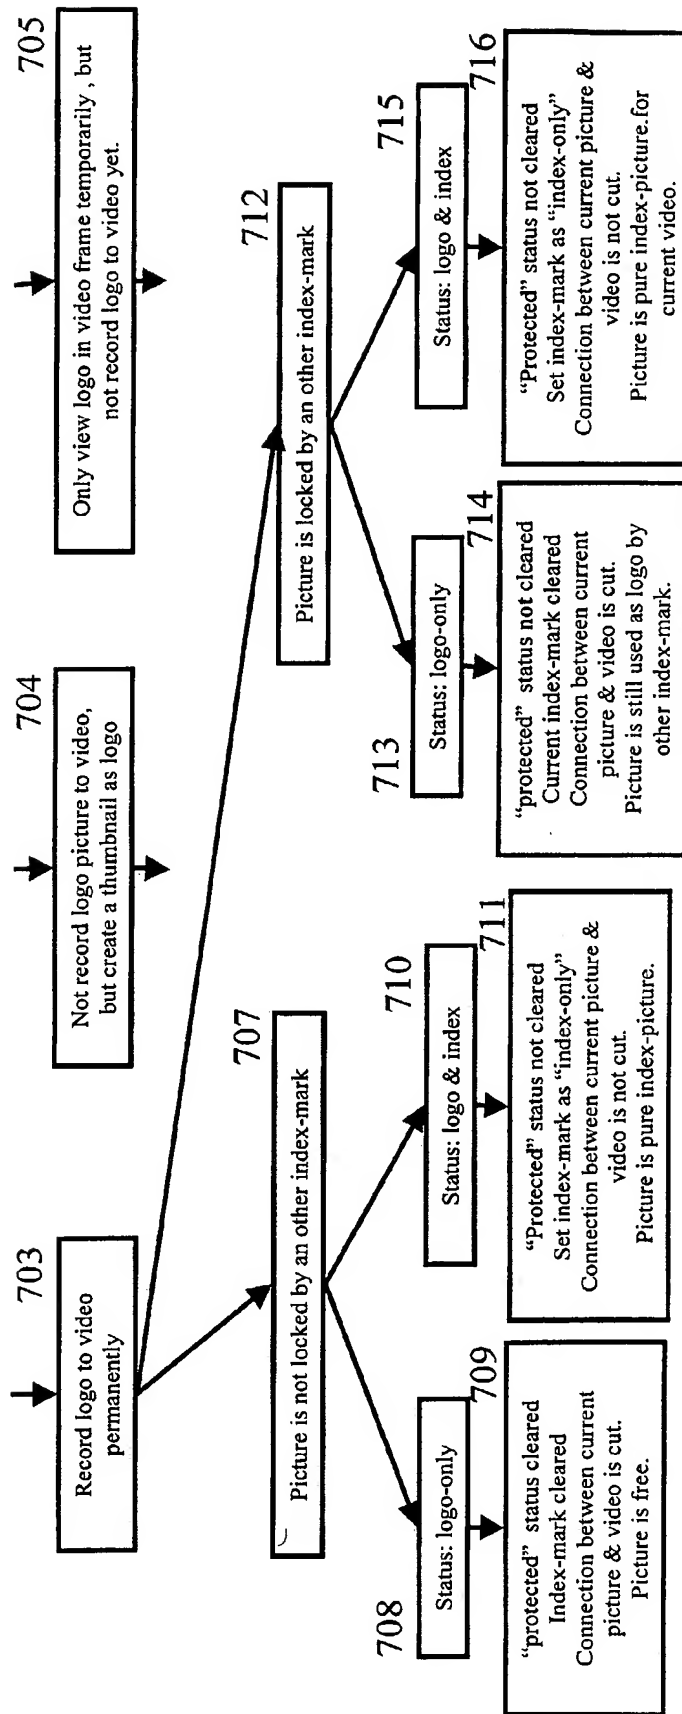 703
Record logo to video
permanently
704
Not record logo picture to video,
but create a thumbnail as logo
705
Only view logo in video frame temporarily , but
not record logo to video yet.
707
Picture is not locked by an other index-mark
712
Picture is locked by an other index-mark
708
Status: logo-only
710
Status: logo & index
713
Status: logo-only
715
Status: logo & index
709
“protected” status cleared
Index-mark cleared
Connection between current
picture & video is cut.
Picture is free.
711
“Protected” status not cleared
Set index-mark as “index-only”
Connection between current picture &
video is not cut.
Picture is pure index-picture.
714
“protected” status not cleared
Current index-mark cleared
Connection between current
picture & video is cut.
Picture is still used as logo by
other index-mark.
716
“Protected” status not cleared
Set index-mark as “index-only”
Connection between current picture &
video is not cut.
Picture is pure index-picture.for
current video.